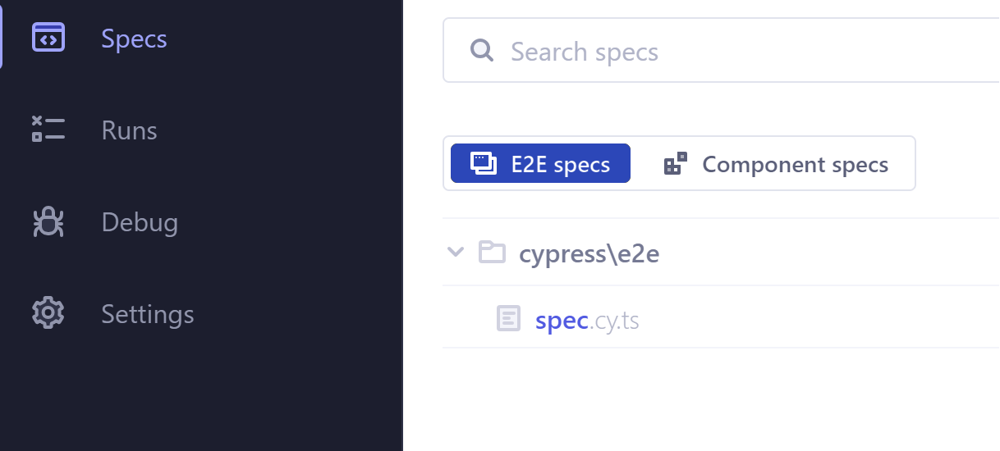 Specs
Runs
Debug
Settings
Search specs
E2E specs
Component specs
cypress\e2e
spec.cy.ts